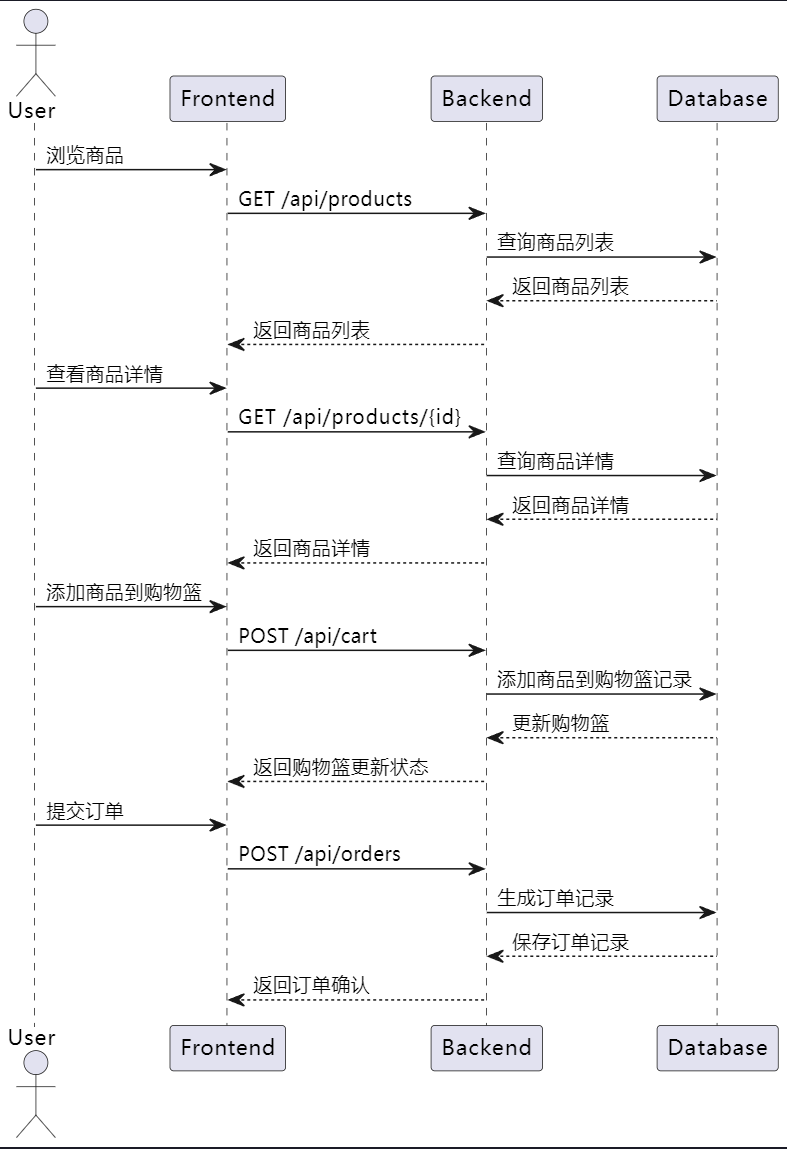 User
Frontend
Backend
Database
浏览商品
GET /api/products
查询商品列表
返回商品列表
返回商品列表
查看商品详情
GET /api/products/{id}
查询商品详情
返回商品详情
返回商品详情
添加商品到购物篮
POST /api/cart
添加商品到购物篮记录
更新购物篮
返回购物篮更新状态
提交订单
POST /api/orders
生成订单记录
保存订单记录
返回订单确认
User
Frontend
Backend
Database